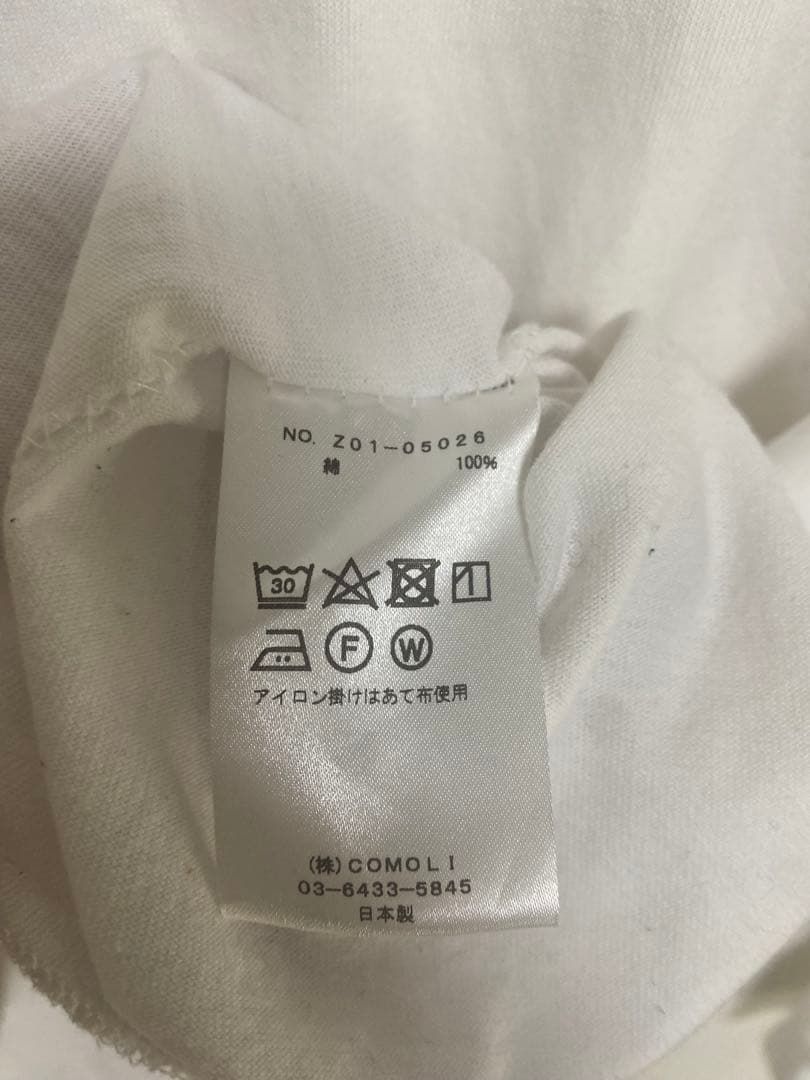 NO. Z01-05026
綿 100%
30
F W
アイロン掛けはあて布使用
(株)COMOLI
03-6433-5845
日本製